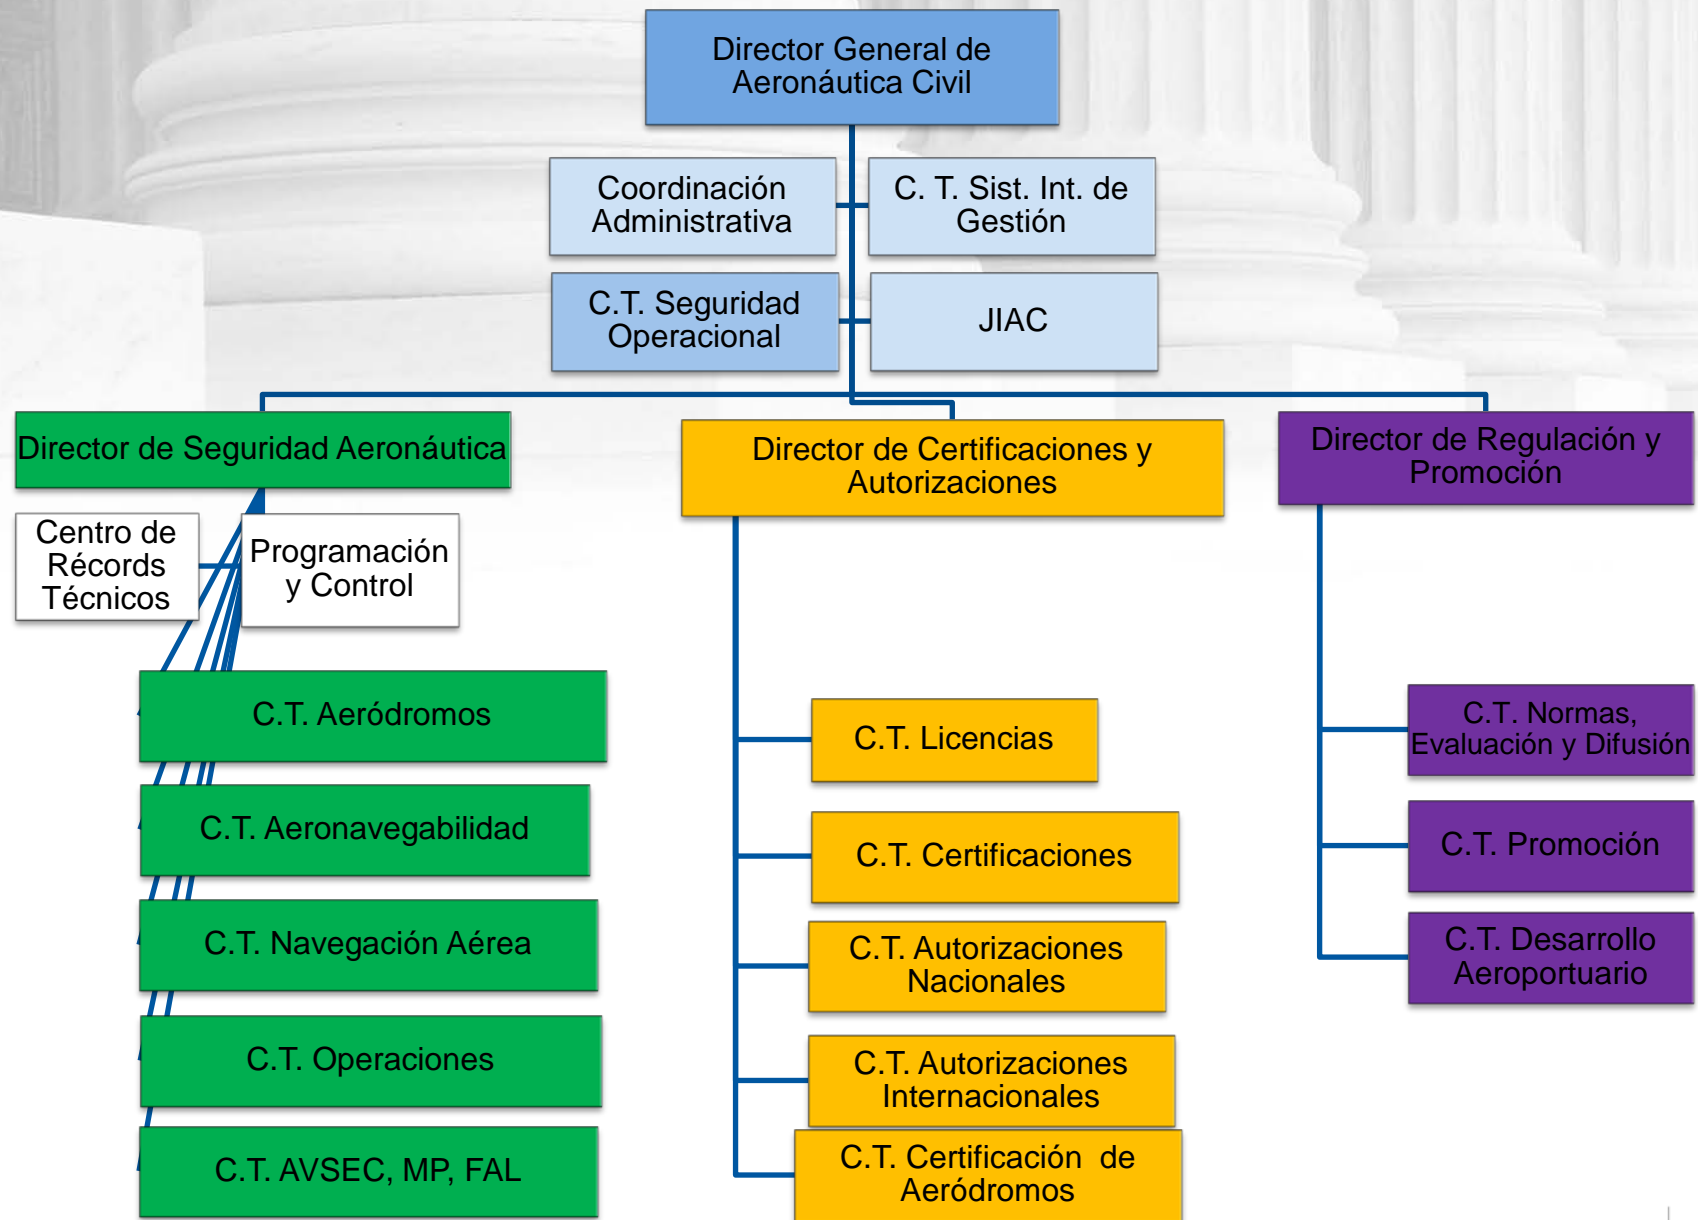 Director General de
Aeronáutica Civil
Coordinación
Administrativa
C. T. Sist. Int. de
Gestión
C.T. Seguridad
Operacional
JIAC
Director de Seguridad Aeronáutica
Director de Certificaciones y
Autorizaciones
Director de Regulación y
Promoción
Centro de
Récords
Técnicos
Programación
y Control
C.T. Aeródromos
C.T. Aeronavegabilidad
C.T. Navegación Aérea
C.T. Operaciones
C.T. AVSEC, MP, FAL
C.T. Licencias
C.T. Certificaciones
C.T. Autorizaciones
Nacionales
C.T. Autorizaciones
Internacionales
C.T. Certificación de
Aeródromos
C.T. Normas,
Evaluación y Difusión
C.T. Promoción
C.T. Desarrollo
Aeroportuario